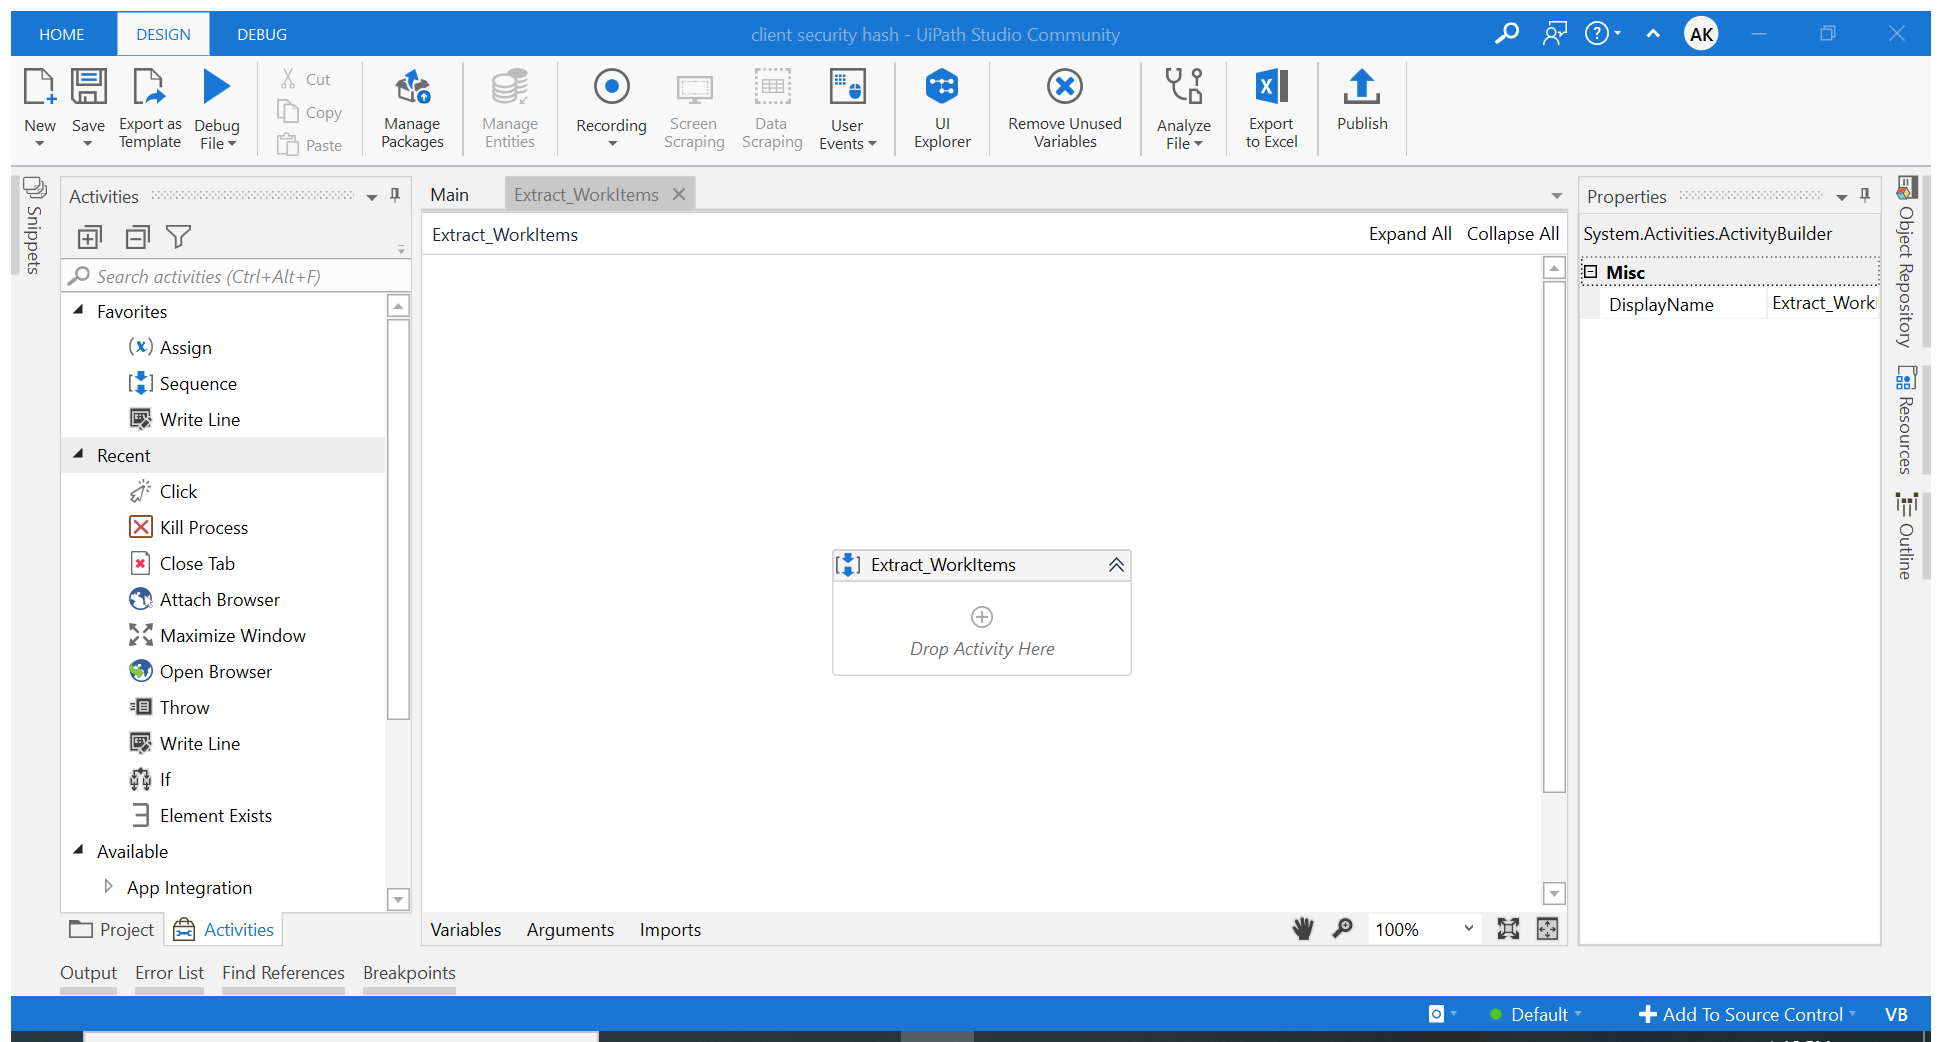 HOME DESIGN DEBUG client security hash - UiPath Studio Community AK
New Save Export as Template Debug File Cut Copy Paste Manage Packages Manage Entities Recording Screen Scraping Data Scraping User Events UI Explorer Remove Unused Variables Analyze File Export to Excel Publish
Snippets
Activities
Search activities (Ctrl+Alt+F)
Favorites
Assign
Sequence
Write Line
Recent
Click
Kill Process
Close Tab
Attach Browser
Maximize Window
Open Browser
Throw
Write Line
If
Element Exists
Available
App Integration
Project Activities
Main Extract_WorkItems
Extract_WorkItems Expand All Collapse All
Extract_WorkItems
Drop Activity Here
Variables Arguments Imports 100%
Properties
System.Activities.ActivityBuilder
Misc
DisplayName Extract_Work
Object Repository
Resources
Outline
Output Error List Find References Breakpoints
Default Add To Source Control VB